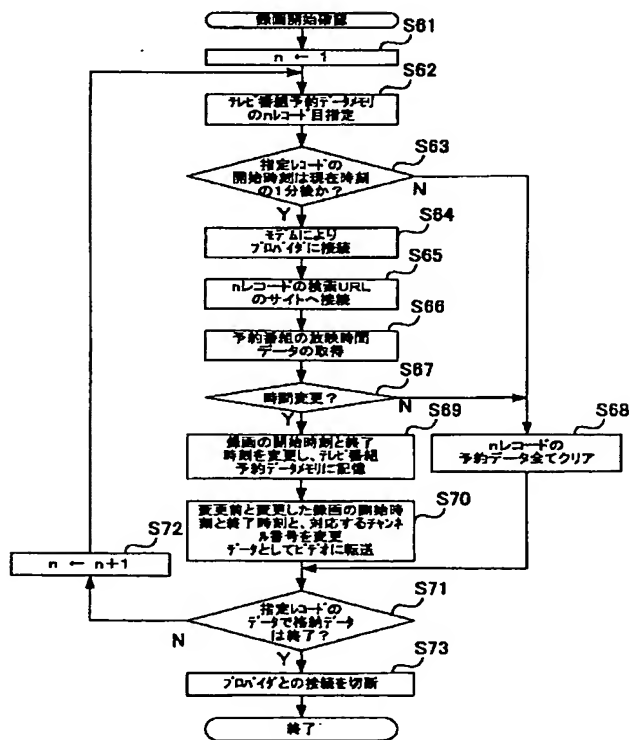 録画開始確認
S61
n ← 1
S62
テレビ番組予約データメモリ
のnレコード目指定
S63
指定レコードの
開始時刻は現在時刻
の1分後か?
N
Y
S64
モデムにより
プロバイダに接続
S65
nレコードの検索URL
のサイトへ接続
S66
予約番組の放映時間
データの取得
S67
時間変更?
N
Y
S69
録画の開始時刻と終了
時刻を変更し、テレビ番組
予約データメモリに記憶
S68
nレコードの
予約データ全てクリア
S70
変更前と変更した録画の開始時
刻と終了時刻と、対応するチャンネ
ル番号を変更
データとしてビデオに転送
S72
n ← n+1
S71
指定レコードの
データで格納データ
は終了?
N
Y
S73
プロバイダとの接続を切断
終了